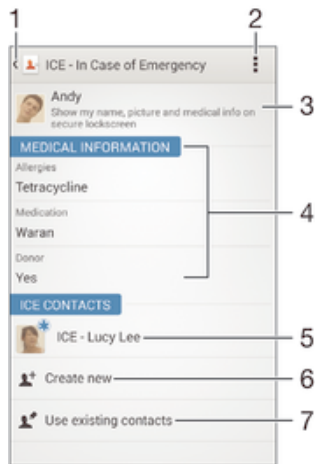 1
2
ICE - In Case of Emergency
Andy
Show my name, picture and medical info on
secure lockscreen
3
MEDICAL INFORMATION
Allergies
Tetracycline
4
Medication
Waran
Donor
Yes
ICE CONTACTS
ICE - Lucy Lee
5
Create new
6
Use existing contacts
7